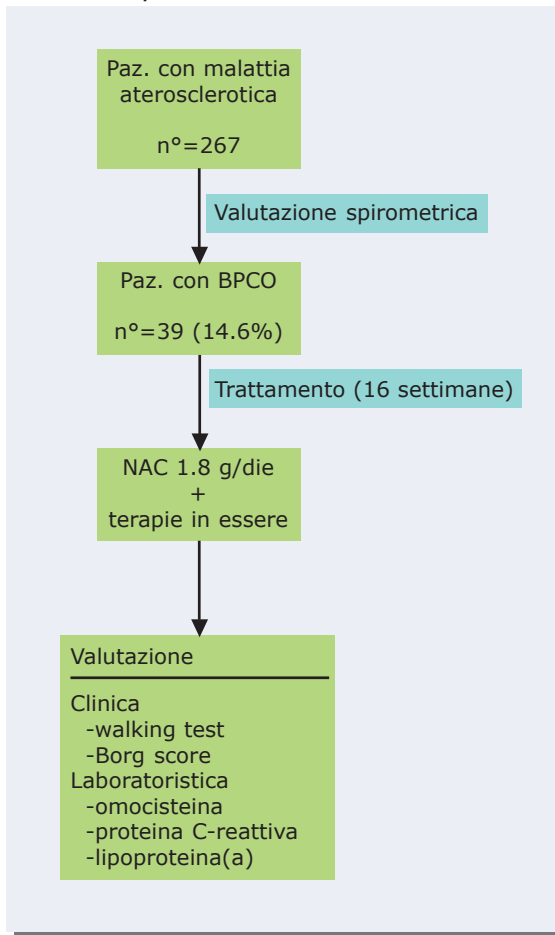 Paz. con malattia
aterosclerotica
n°=267
Valutazione spirometrica
Paz. con BPCO
n°=39 (14.6%)
Trattamento (16 settimane)
NAC 1.8 g/die
+
terapie in essere
Valutazione
Clinica
-walking test
-Borg score
Laboratoristica
-omocisteina
-proteina C-reattiva
-lipoproteina(a)